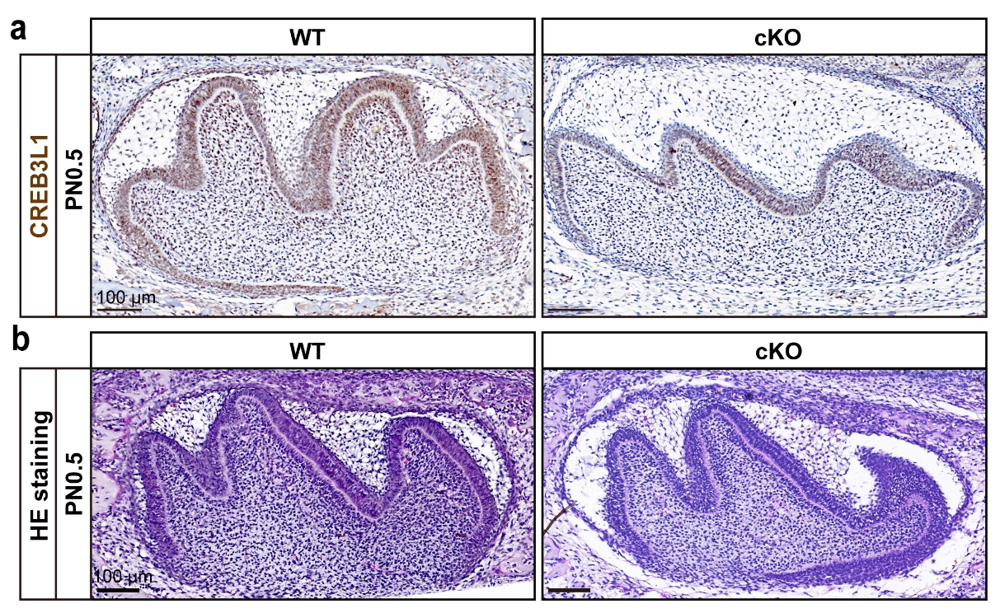 a
WT
cKO
CREB3L1
PN0.5
100 μm
b
WT
cKO
HE staining
PN0.5
100 μm